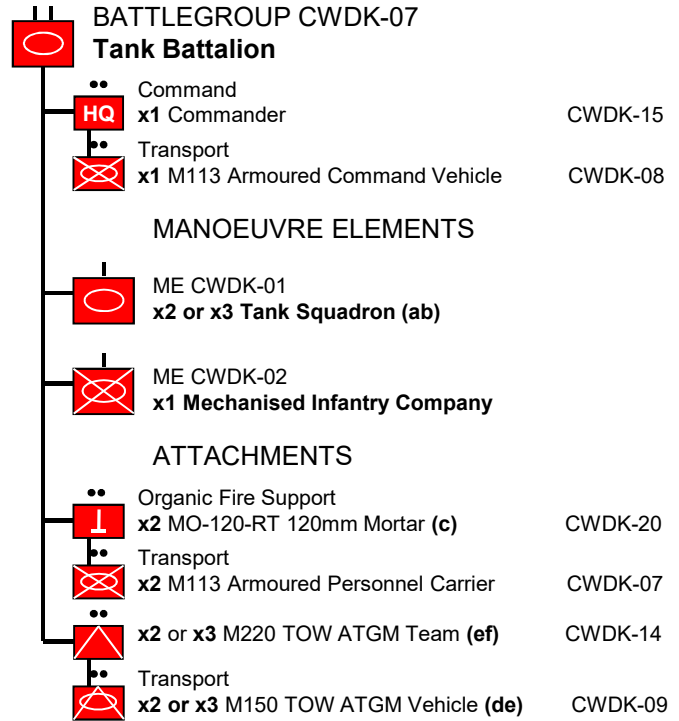 BATTLEGROUP CWDK-07
Tank Battalion
Command
HQ x1 Commander CWDK-15
Transport
x1 M113 Armoured Command Vehicle CWDK-08
MANOEUVRE ELEMENTS
ME CWDK-01
x2 or x3 Tank Squadron (ab)
ME CWDK-02
x1 Mechanised Infantry Company
ATTACHMENTS
Organic Fire Support
x2 MO-120-RT 120mm Mortar (c) CWDK-20
Transport
x2 M113 Armoured Personnel Carrier CWDK-07
x2 or x3 M220 TOW ATGM Team (ef) CWDK-14
Transport
x2 or x3 M150 TOW ATGM Vehicle (de) CWDK-09